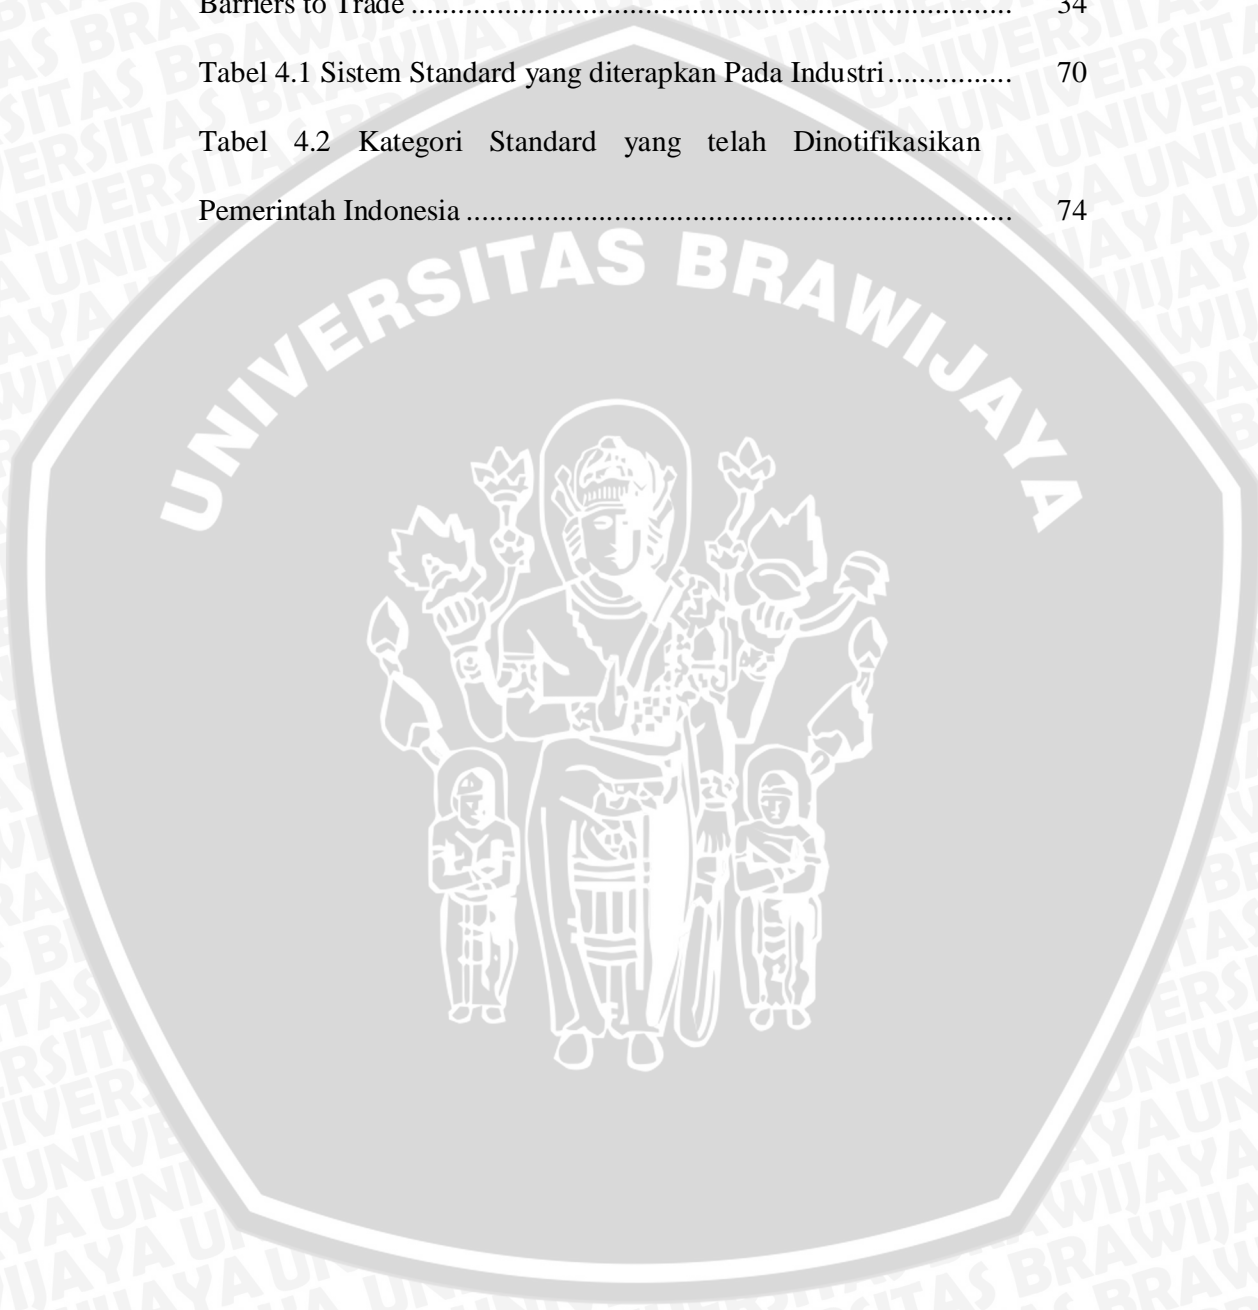 Barriers to Trade ............................................................................. 34
Tabel 4.1 Sistem Standard yang diterapkan Pada Industri ................ 70
Tabel 4.2 Kategori Standard yang telah Dinotifikasikan
Pemerintah Indonesia ...................................................................... 74
UNIVERSITAS BRAWIJAYA